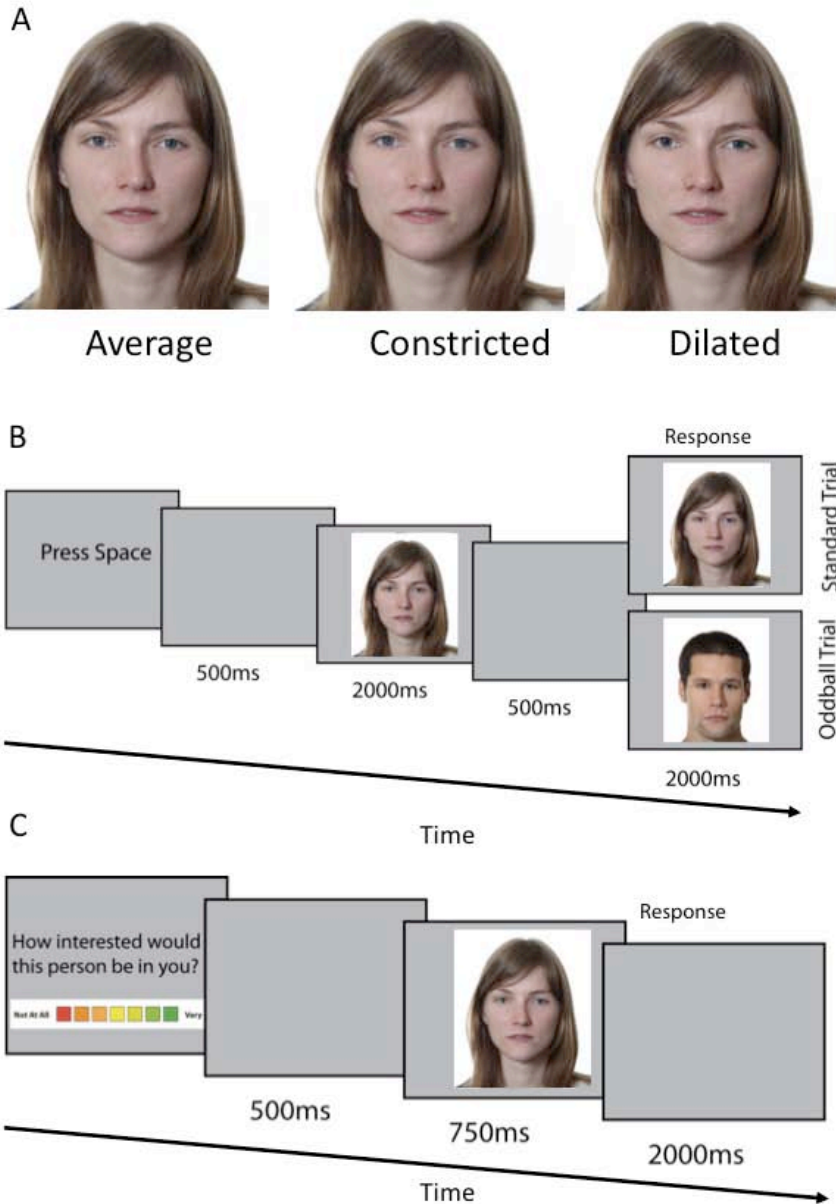 A
Average
Constricted
Dilated
B
Response
Press Space
500ms
2000ms
500ms
2000ms
Standard Trial
Oddball Trial
Time
C
Response
How interested would
this person be in you?
Not At All
Very
500ms
750ms
2000ms
Time